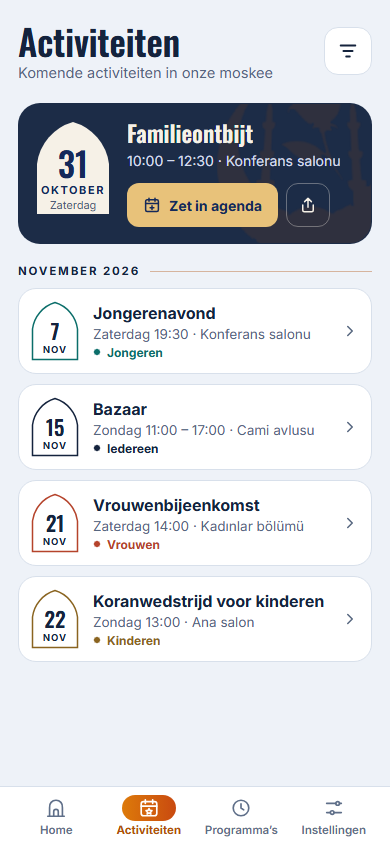 Activiteiten
Komende activiteiten in onze moskee
31
OKTOBER
Zaterdag
Familieontbijt
10:00 – 12:30 · Konferans salonu
Zet in agenda
NOVEMBER 2026
7
NOV
Jongerenavond
Zaterdag 19:30 · Konferans salonu
Jongeren
15
NOV
Bazaar
Zondag 11:00 – 17:00 · Cami avlusu
Iedereen
21
NOV
Vrouwenbijeenkomst
Zaterdag 14:00 · Kadınlar bölümü
Vrouwen
22
NOV
Koranwedstrijd voor kinderen
Zondag 13:00 · Ana salon
Kinderen
Home
Activiteiten
Programma's
Instellingen